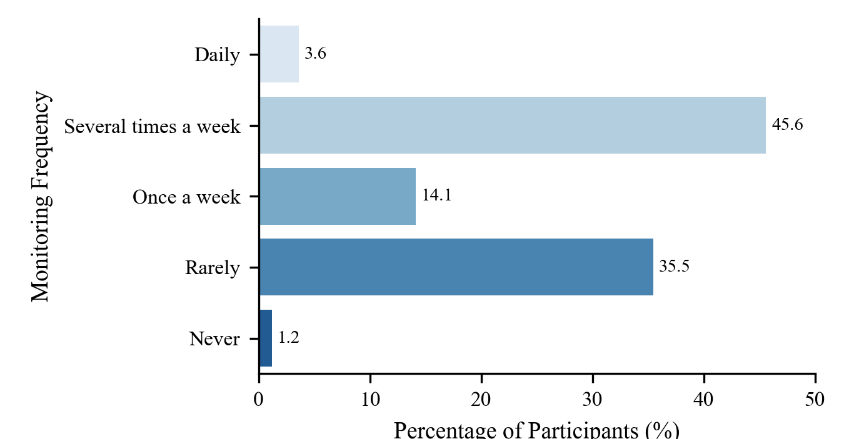 Daily
3.6
Several times a week
45.6
Once a week
14.1
Rarely
35.5
Never
1.2
0 10 20 30 40 50
Percentage of Participants (%)
Monitoring Frequency